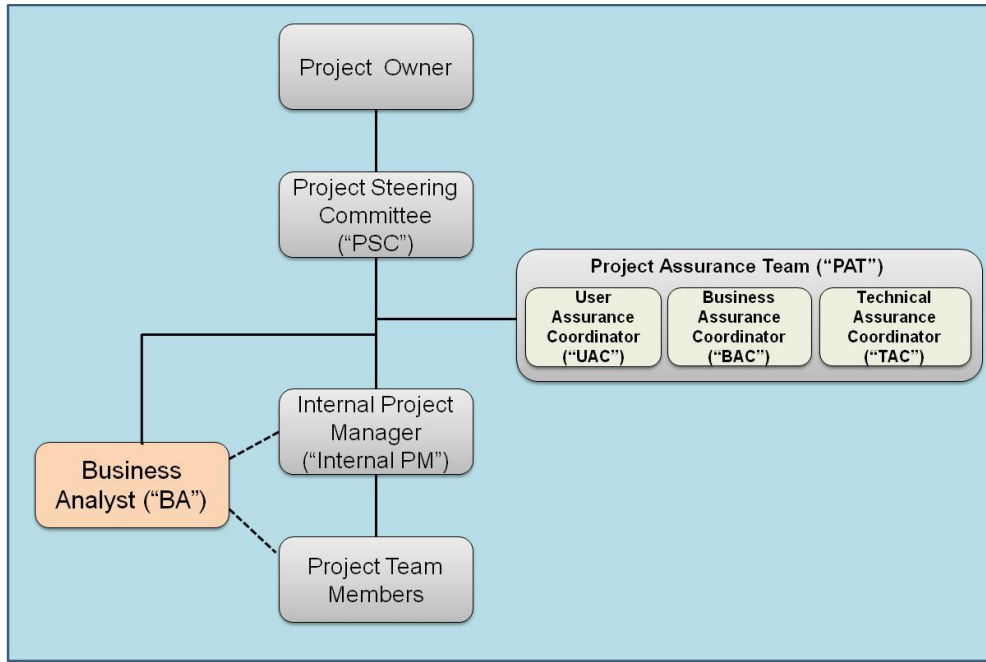 Project Owner
Project Steering
Committee
(“PSC”)
Project Assurance Team (“PAT”)
User
Assurance
Coordinator
(“UAC”)
Business
Assurance
Coordinator
(“BAC”)
Technical
Assurance
Coordinator
(“TAC”)
Internal Project
Manager
(“Internal PM”)
Business
Analyst (“BA”)
Project Team
Members